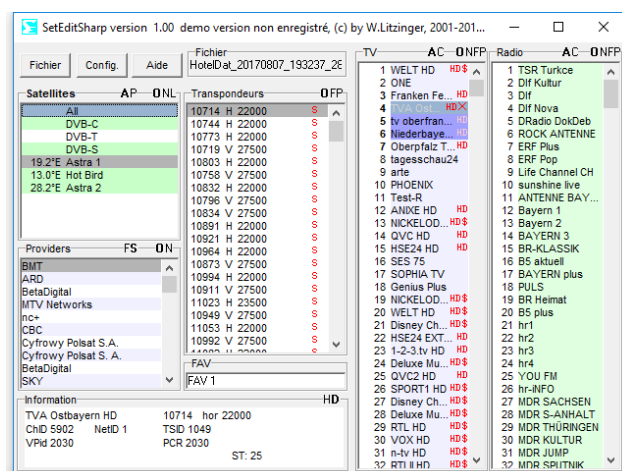 SetEditSharp version 1.00 demo version non enregistré, (c) by W.Litzinger, 2001-201...
Fichier Config. Aide
Fichier
HotelDat_20170807_193237_28
Satellites AP ONL
All
DVB-C
DVB-T
DVB-S
19.2°E Astra 1
13.0°E Hot Bird
28.2°E Astra 2
Providers FS ON
BMT
ARD
BetaDigital
MTV Networks
nc+
CBC
Cyfrowy Polsat S.A.
Cyfrowy Polsat S. A.
BetaDigital
SKY
Transpondeurs OFP
10714 H 22000 S
10744 H 22000 S
10773 H 22000 S
10719 V 27500 S
10803 H 22000 S
10758 V 27500 S
10832 H 22000 S
10796 V 27500 S
10834 V 27500 S
10891 H 22000 S
10921 H 22000 S
10964 H 22000 S
10873 V 27500 S
10994 H 22000 S
10911 V 27500 S
11023 H 23500 S
10949 V 27500 S
11053 H 22000 S
10992 V 27500 S
FAV
FAV 1
Information HD
TVA Ostbayern HD 10714 hor 22000
ChID 5902 NetID 1 TSID 1049
VPid 2030 PCR 2030
ST: 25
TV AC ONFP
1 WELT HD HD$
2 ONE
3 Franken Fe... HD
4 TVA Ost... HDX
5 tv oberfran... HD
6 Niederbaye... HD
7 Oberpfalz T... HD
8 tagesschau24
9 arte
10 PHOENIX
11 Test-R
12 ANIXE HD HD
13 NICKELOD... HD$
14 QVC HD HD
15 HSE24 HD HD
16 SES 75
17 SOPHIA TV
18 Genius Plus
19 NICKELOD... HD$
20 WELT HD HD$
21 Disney Ch... HD$
22 HSE24 EXT... HD
23 1-2-3.tv HD HD
24 Deluxe Mu... HD$
25 QVC2 HD HD
26 SPORT1 HD HD$
27 Disney Ch... HD$
28 Deluxe Mu... HD$
29 RTL HD HD$
30 VOX HD HD$
31 n-tv HD HD$
32 RTLII HD HD$
Radio AC ONFP
1 TSR Turkce
2 Dlf Kultur
3 Dlf
4 Dlf Nova
5 DRadio DokDeb
6 ROCK ANTENNE
7 ERF Plus
8 ERF Pop
9 Life Channel CH
10 sunshine live
11 ANTENNE BAY...
12 Bayern 1
13 Bayern 2
14 BAYERN 3
15 BR-KLASSIK
16 B5 aktuell
17 BAYERN plus
18 PULS
19 BR Heimat
20 B5 plus
21 hr1
22 hr2
23 hr3
24 hr4
25 YOU FM
26 hr-iNFO
27 MDR SACHSEN
28 MDR S-ANHALT
29 MDR THÜRINGEN
30 MDR KULTUR
31 MDR JUMP
32 MDR SPUTNIK